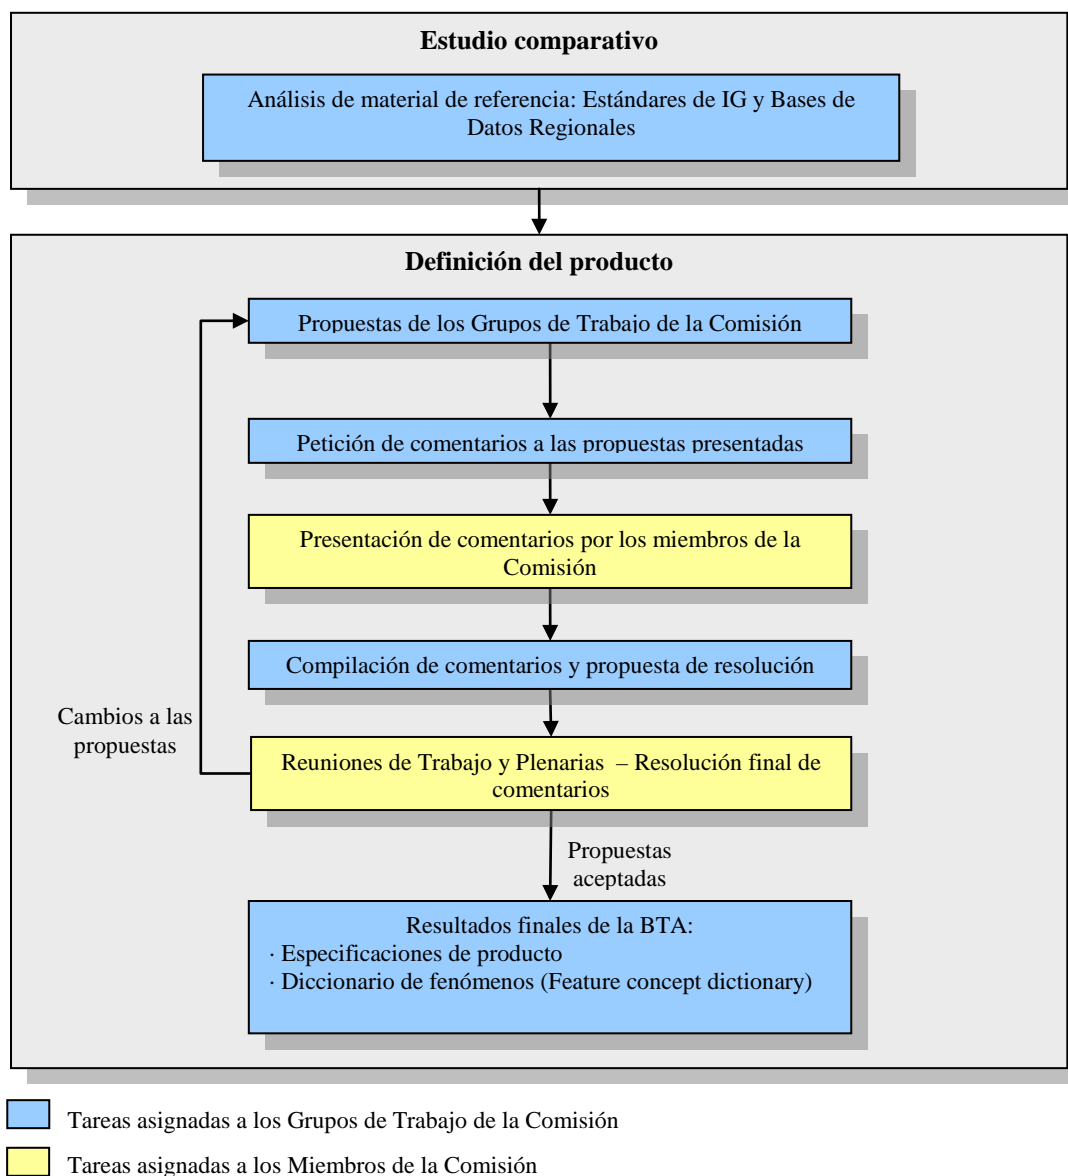 Estudio comparativo
Análisis de material de referencia: Estándares de IG y Bases de
Datos Regionales
Definición del producto
Propuestas de los Grupos de Trabajo de la Comisión
Petición de comentarios a las propuestas presentadas
Presentación de comentarios por los miembros de la
Comisión
Compilación de comentarios y propuesta de resolución
Cambios a las
propuestas
Reuniones de Trabajo y Plenarias – Resolución final de
comentarios
Propuestas
aceptadas
Resultados finales de la BTA:
· Especificaciones de producto
· Diccionario de fenómenos (Feature concept dictionary)
Tareas asignadas a los Grupos de Trabajo de la Comisión
Tareas asignadas a los Miembros de la Comisión